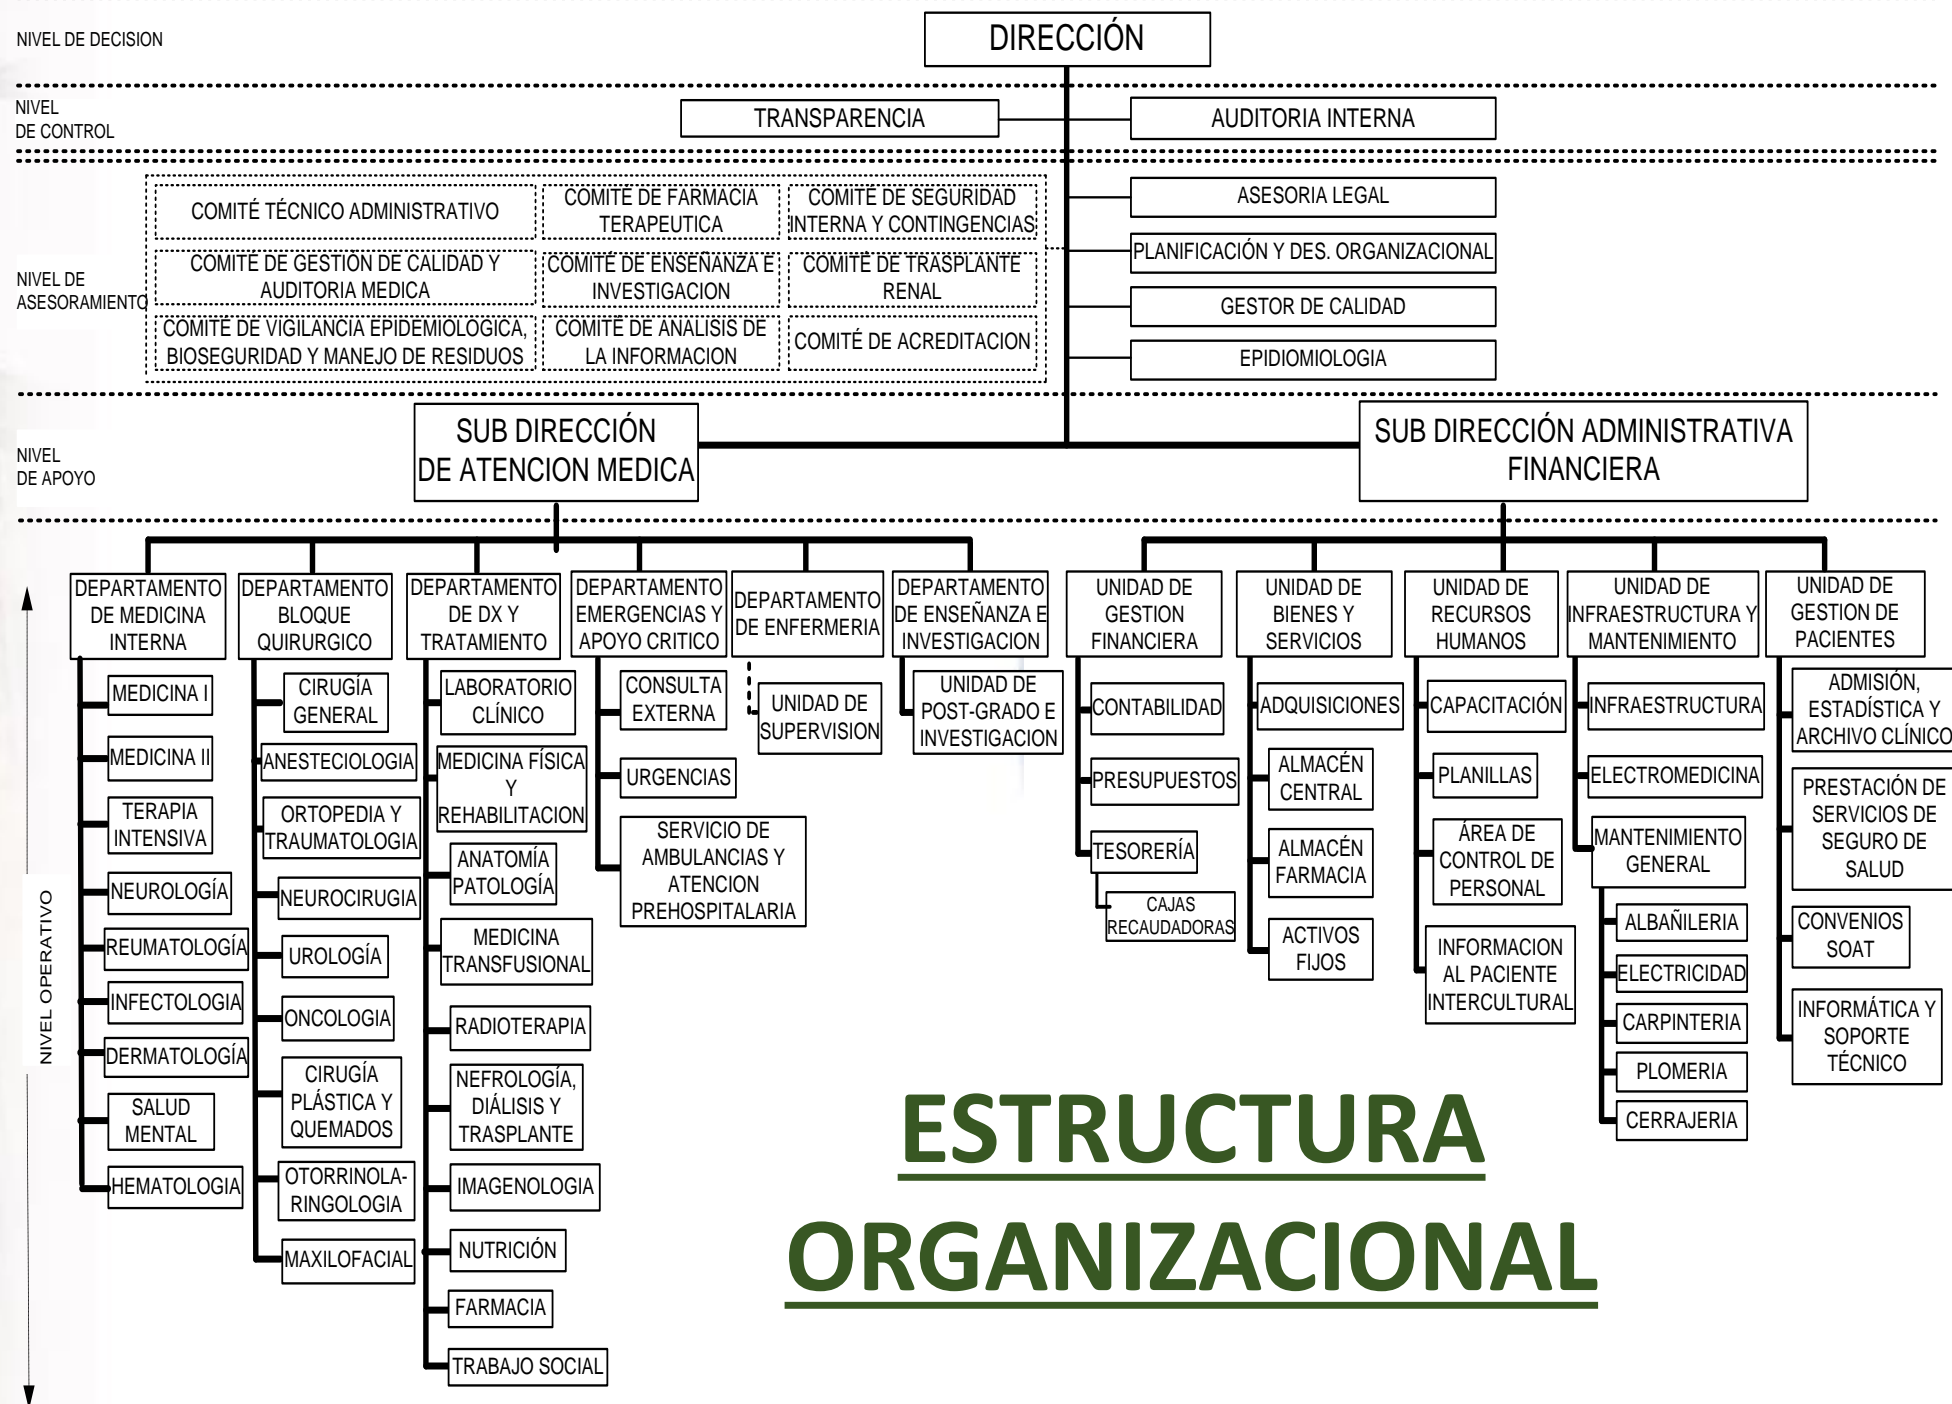 NIVEL DE DECISION
DIRECCIÓN
NIVEL
DE CONTROL
TRANSPARENCIA
AUDITORIA INTERNA
NIVEL DE
ASESORAMIENTO
COMITÉ TÉCNICO ADMINISTRATIVO
COMITÉ DE FARMACIA
TERAPEUTICA
COMITÉ DE SEGURIDAD
INTERNA Y CONTINGENCIAS
COMITÉ DE GESTIÓN DE CALIDAD Y
AUDITORIA MEDICA
COMITÉ DE ENSEÑANZA E
INVESTIGACION
COMITÉ DE TRASPLANTE
RENAL
COMITÉ DE VIGILANCIA EPIDEMIOLOGICA,
BIOSEGURIDAD Y MANEJO DE RESIDUOS
COMITÉ DE ANALISIS DE
LA INFORMACION
COMITÉ DE ACREDITACION
ASESORIA LEGAL
PLANIFICACIÓN Y DES. ORGANIZACIONAL
GESTOR DE CALIDAD
EPIDIOMIOLOGIA
NIVEL
DE APOYO
SUB DIRECCIÓN
DE ATENCION MEDICA
SUB DIRECCIÓN ADMINISTRATIVA
FINANCIERA
NIVEL OPERATIVO
DEPARTAMENTO
DE MEDICINA
INTERNA
MEDICINA I
MEDICINA II
TERAPIA
INTENSIVA
NEUROLOGÍA
REUMATOLOGÍA
INFECTOLOGIA
DERMATOLOGÍA
SALUD
MENTAL
HEMATOLOGIA
DEPARTAMENTO
BLOQUE
QUIRURGICO
CIRUGÍA
GENERAL
ANESTECIOLOGIA
ORTOPEDIA Y
TRAUMATOLOGIA
NEUROCIRUGIA
UROLOGÍA
ONCOLOGIA
CIRUGÍA
PLÁSTICA Y
QUEMADOS
OTORRINOLA-
RINGOLOGIA
MAXILOFACIAL
DEPARTAMENTO
DE DX Y
TRATAMIENTO
LABORATORIO
CLÍNICO
MEDICINA FÍSICA
Y
REHABILITACION
ANATOMÍA
PATOLOGÍA
MEDICINA
TRANSFUSIONAL
RADIOTERAPIA
NEFROLOGÍA,
DIÁLISIS Y
TRASPLANTE
IMAGENOLOGIA
NUTRICIÓN
FARMACIA
TRABAJO SOCIAL
DEPARTAMENTO
EMERGENCIAS Y
APOYO CRITICO
CONSULTA
EXTERNA
URGENCIAS
SERVICIO DE
AMBULANCIAS Y
ATENCION
PREHOSPITALARIA
DEPARTAMENTO
DE ENFERMERIA
UNIDAD DE
SUPERVISION
DEPARTAMENTO
DE ENSEÑANZA E
INVESTIGACION
UNIDAD DE
POST-GRADO E
INVESTIGACION
UNIDAD DE
GESTION
FINANCIERA
CONTABILIDAD
PRESUPUESTOS
TESORERÍA
CAJAS
RECAUDADORAS
UNIDAD DE
BIENES Y
SERVICIOS
ADQUISICIONES
ALMACÉN
CENTRAL
ALMACÉN
FARMACIA
ACTIVOS
FIJOS
UNIDAD DE
RECURSOS
HUMANOS
CAPACITACIÓN
PLANILLAS
ÁREA DE
CONTROL DE
PERSONAL
INFORMACION
AL PACIENTE
INTERCULTURAL
UNIDAD DE
INFRAESTRUCTURA Y
MANTENIMIENTO
INFRAESTRUCTURA
ELECTROMEDICINA
MANTENIMIENTO
GENERAL
ALBAÑILERIA
ELECTRICIDAD
CARPINTERIA
PLOMERIA
CERRAJERIA
UNIDAD DE
GESTION DE
PACIENTES
ADMISIÓN,
ESTADÍSTICA Y
ARCHIVO CLÍNICO
PRESTACIÓN DE
SERVICIOS DE
SEGURO DE
SALUD
CONVENIOS
SOAT
INFORMÁTICA Y
SOPORTE
TÉCNICO
ESTRUCTURA
ORGANIZACIONAL